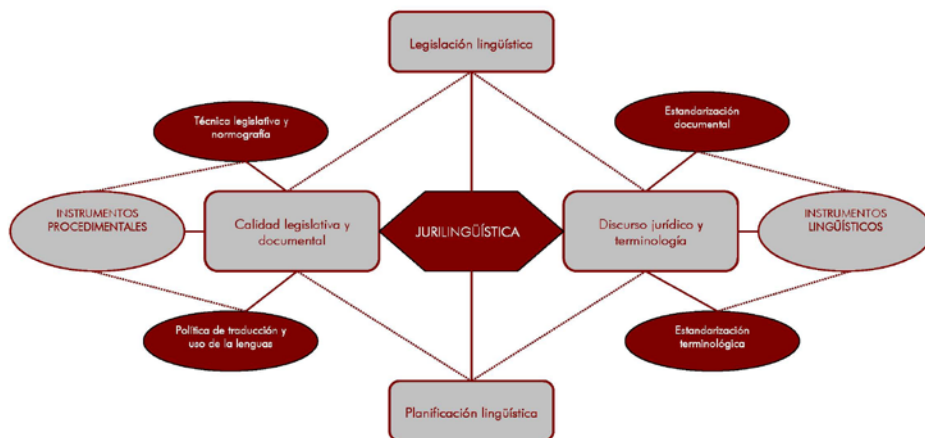 Legislación lingüística
Técnica legislativa y
normografía
Estandarización
documental
INSTRUMENTOS
PROCEDIMENTALES
Calidad legislativa y
documental
JURILINGÜÍSTICA
Discurso jurídico y
terminología
INSTRUMENTOS
LINGÜÍSTICOS
Política de traducción y
uso de la lenguas
Estandarización
terminológica
Planificación lingüística